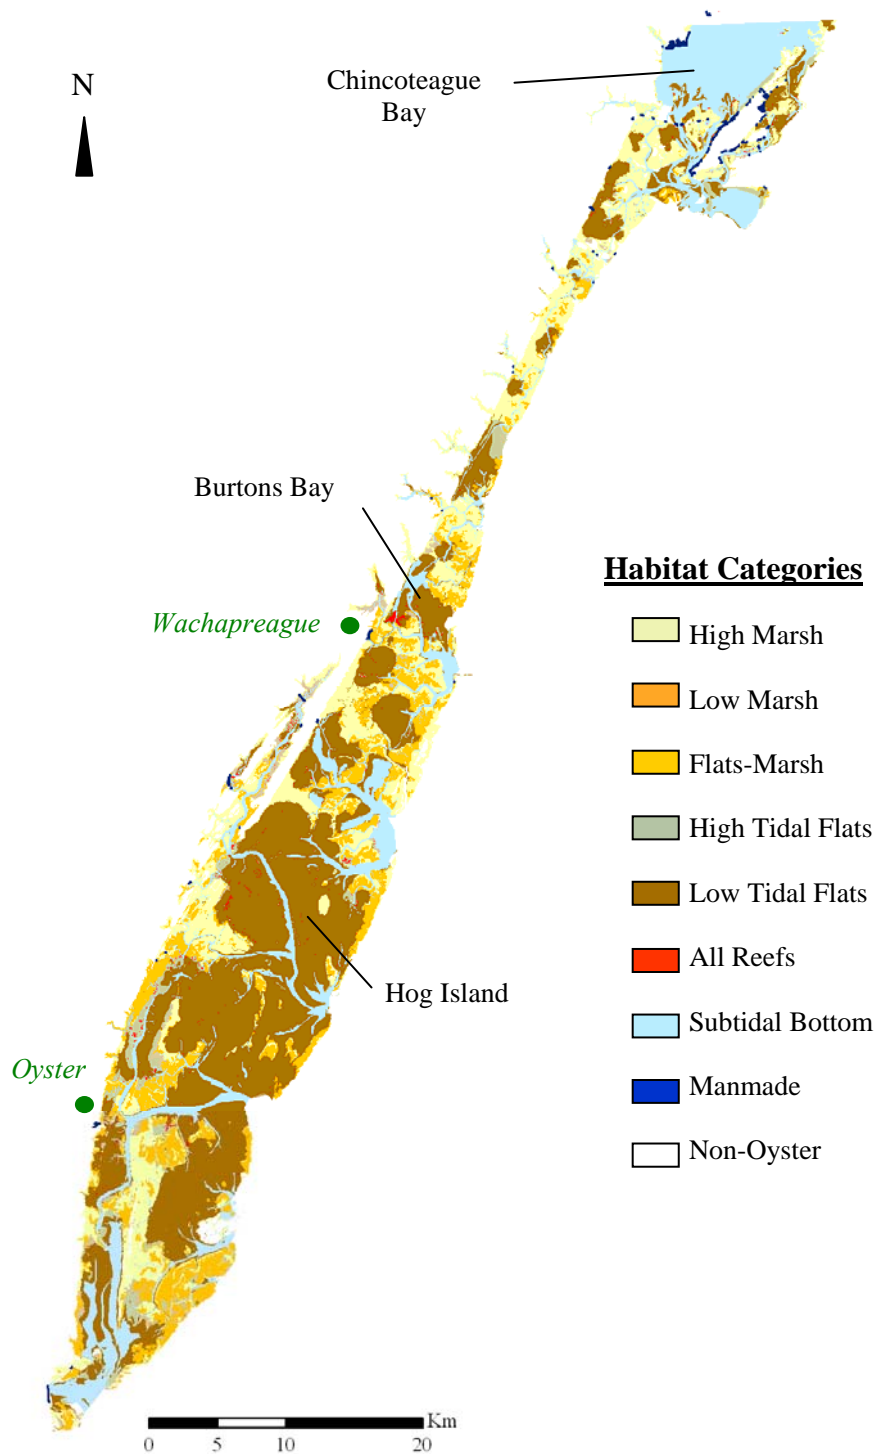 Chincoteague
Bay
N
Burtons Bay
Wachapreague
Hog Island
Oyster
Habitat Categories
High Marsh
Low Marsh
Flats-Marsh
High Tidal Flats
Low Tidal Flats
All Reefs
Subtidal Bottom
Manmade
Non-Oyster
Km
0 5 10 20